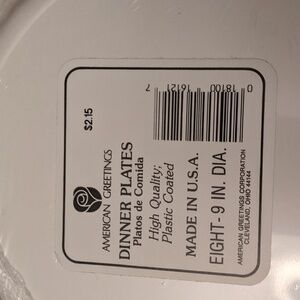 $2.15
AMERICAN GREETINGS
DINNER PLATES
Platos de Comida
High Quality;
Plastic Coated
MADE IN U.S.A.
EIGHT- 9 IN. DIA.
AMERICAN GREETINGS CORPORATION
CLEVELAND, OHIO 44144
0 18100 16121 7